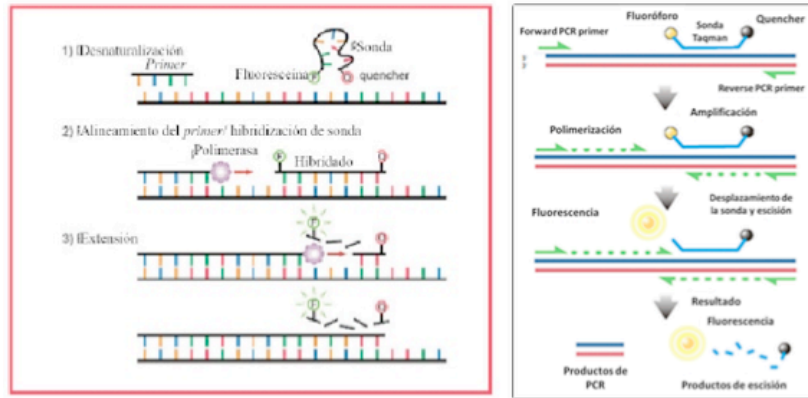 1) Desnaturalización
Primer
Sonda
Fluoresceína
quencher
2) Alineamiento del primer/ hibridización de sonda
Polimerasa
Hibridado
F
Q
3) Extensión
F
Q
F
Q
Fluoróforo
Sonda
Taqman
Quencher
Forward PCR primer
Reverse PCR primer
Amplificación
Polimerización
Desplazamiento de
la sonda y escisión
Fluorescencia
Resultado
Fluorescencia
Productos de
PCR
Productos de escisión